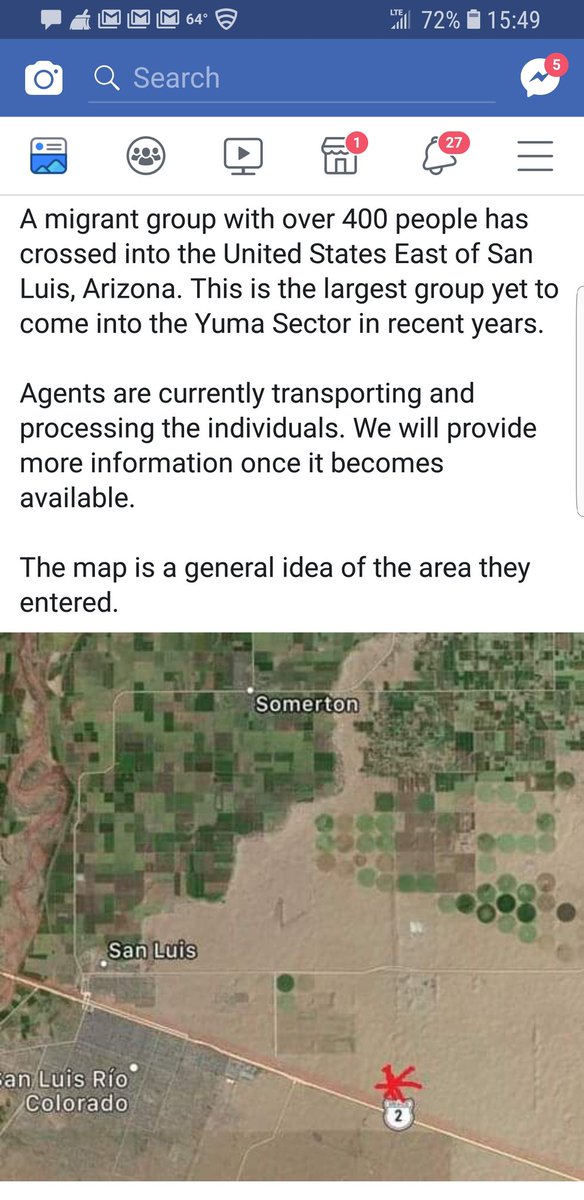 LTE 64° 72% 15:49
Search
5
1
27
A migrant group with over 400 people has
crossed into the United States East of San
Luis, Arizona. This is the largest group yet to
come into the Yuma Sector in recent years.
Agents are currently transporting and
processing the individuals. We will provide
more information once it becomes
available.
The map is a general idea of the area they
entered.
Somerton
San Luis
San Luis Río
Colorado
2